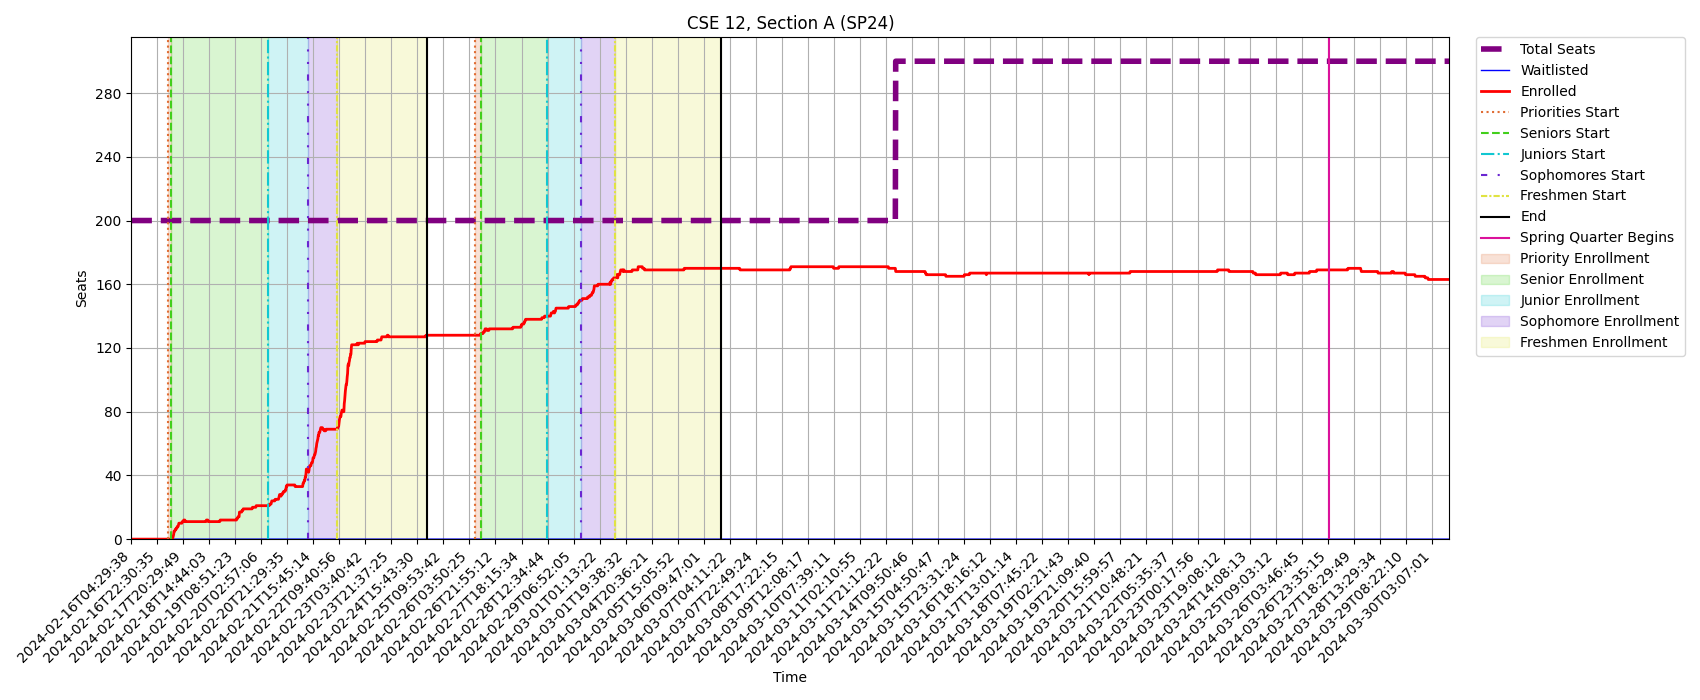 CSE 12, Section A (SP24)
280
240
200
160
120
80
40
0
Seats
2024-02-16T04:29:38
2024-02-16T22:30:35
2024-02-17T20:29:49
2024-02-18T14:44:03
2024-02-19T08:51:23
2024-02-20T02:57:06
2024-02-20T21:29:35
2024-02-21T15:45:14
2024-02-22T09:40:56
2024-02-23T03:40:42
2024-02-23T21:37:25
2024-02-24T15:43:30
2024-02-25T09:53:42
2024-02-26T03:50:25
2024-02-26T21:55:12
2024-02-27T18:15:34
2024-02-28T12:34:44
2024-02-29T06:52:05
2024-03-01T01:13:22
2024-03-01T19:38:32
2024-03-04T20:36:21
2024-03-05T15:05:52
2024-03-06T09:47:01
2024-03-07T04:11:22
2024-03-07T22:49:24
2024-03-08T17:22:15
2024-03-09T12:08:17
2024-03-10T07:39:11
2024-03-11T02:10:55
2024-03-11T21:12:22
2024-03-14T09:50:46
2024-03-15T04:50:47
2024-03-15T23:31:24
2024-03-16T18:16:12
2024-03-17T13:01:14
2024-03-18T07:45:22
2024-03-19T02:21:43
2024-03-19T21:09:40
2024-03-20T15:59:57
2024-03-21T10:48:21
2024-03-22T05:35:37
2024-03-23T00:17:56
2024-03-23T19:08:12
2024-03-24T14:08:13
2024-03-25T09:03:12
2024-03-26T03:46:45
2024-03-26T23:35:15
2024-03-27T18:29:49
2024-03-28T13:29:34
2024-03-29T08:22:10
2024-03-30T03:07:01
Time
Total Seats
Waitlisted
Enrolled
Priorities Start
Seniors Start
Juniors Start
Sophomores Start
Freshmen Start
End
Spring Quarter Begins
Priority Enrollment
Senior Enrollment
Junior Enrollment
Sophomore Enrollment
Freshmen Enrollment